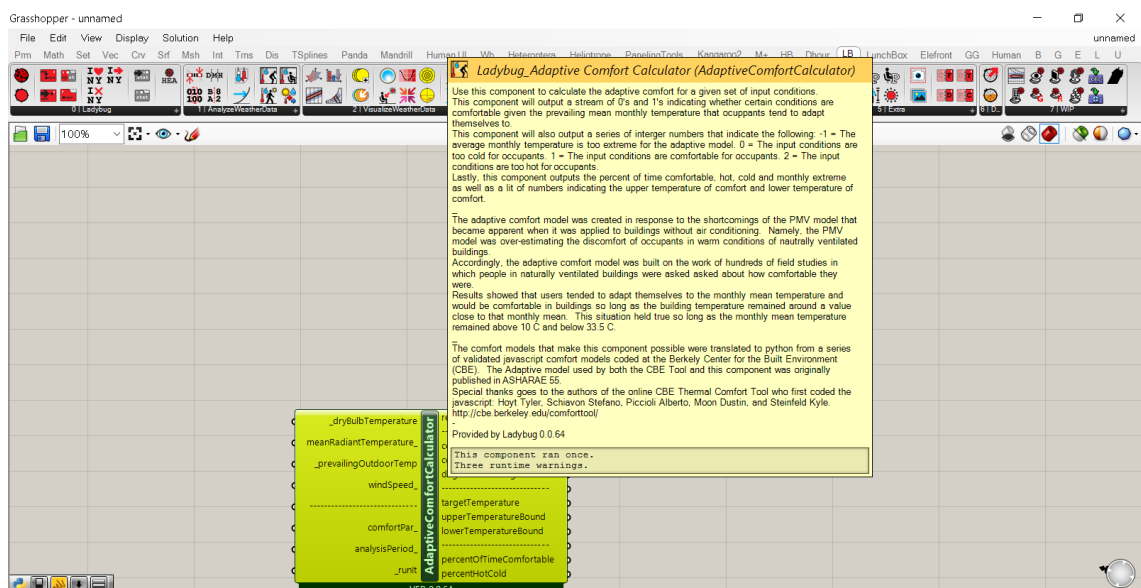 Grasshopper - unnamed
File Edit View Display Solution Help
unnamed
Prm Math Set Vec Crv Srf Msh Int Trns Dis TSplines Panda Mandrill Human UI Wb Heteroptera Heliotrope PanelingTools Kangaroo2 M+ HB Dhour LB LunchBox Elefront GG Human B G E L U
0 | Ladybug
1 | AnalyzeWeatherData
2 | VisualizeWeatherData
5 | Extra
6 | D...
7 | WIP
100%
Ladybug_Adaptive Comfort Calculator (AdaptiveComfortCalculator)
Use this component to calculate the adaptive comfort for a given set of input conditions.
This component will output a stream of 0's and 1's indicating whether certain conditions are
comfortable given the prevailing mean monthly temperature that ocuppants tend to adapt
themselves to.
This component will also output a series of interger numbers that indicate the following: -1 = The
average monthly temperature is too extreme for the adaptive model. 0 = The input conditions are
too cold for occupants. 1 = The input conditions are comfortable for occupants. 2 = The input
conditions are too hot for occupants.
Lastly, this component outputs the percent of time comfortable, hot, cold and monthly extreme
as well as a lit of numbers indicating the upper temperature of comfort and lower temperature of
comfort.
_
The adaptive comfort model was created in response to the shortcomings of the PMV model that
became apparent when it was applied to buildings without air conditioning. Namely, the PMV
model was over-estimating the discomfort of occupants in warm conditions of nautrally ventilated
buildings.
Accordingly, the adaptive comfort model was built on the work of hundreds of field studies in
which people in naturally ventilated buildings were asked asked about how comfortable they
were.
Results showed that users tended to adapt themselves to the monthly mean temperature and
would be comfortable in buildings so long as the building temperature remained around a value
close to that monthly mean. This situation held true so long as the monthly mean temperature
remained above 10 C and below 33.5 C.
_
The comfort models that make this component possible were translated to python from a series
of validated javascript comfort models coded at the Berkely Center for the Built Environment
(CBE). The Adaptive model used by both the CBE Tool and this component was originally
published in ASHARAE 55.
Special thanks goes to the authors of the online CBE Thermal Comfort Tool who first coded the
javascript: Hoyt Tyler, Schiavon Stefano, Piccioli Alberto, Moon Dustin, and Steinfeld Kyle.
http://cbe.berkeley.edu/comforttool/
-
Provided by Ladybug 0.0.64
This component ran once.
Three runtime warnings.
_dryBulbTemperature
meanRadiantTemperature_
_prevailingOutdoorTemp
windSpeed_
------------------------------
comfortPar_
analysisPeriod_
_runIt
AdaptiveComfortCalculator
------------------------------
targetTemperature
upperTemperatureBound
lowerTemperatureBound
------------------------------
percentOfTimeComfortable
percentHotCold